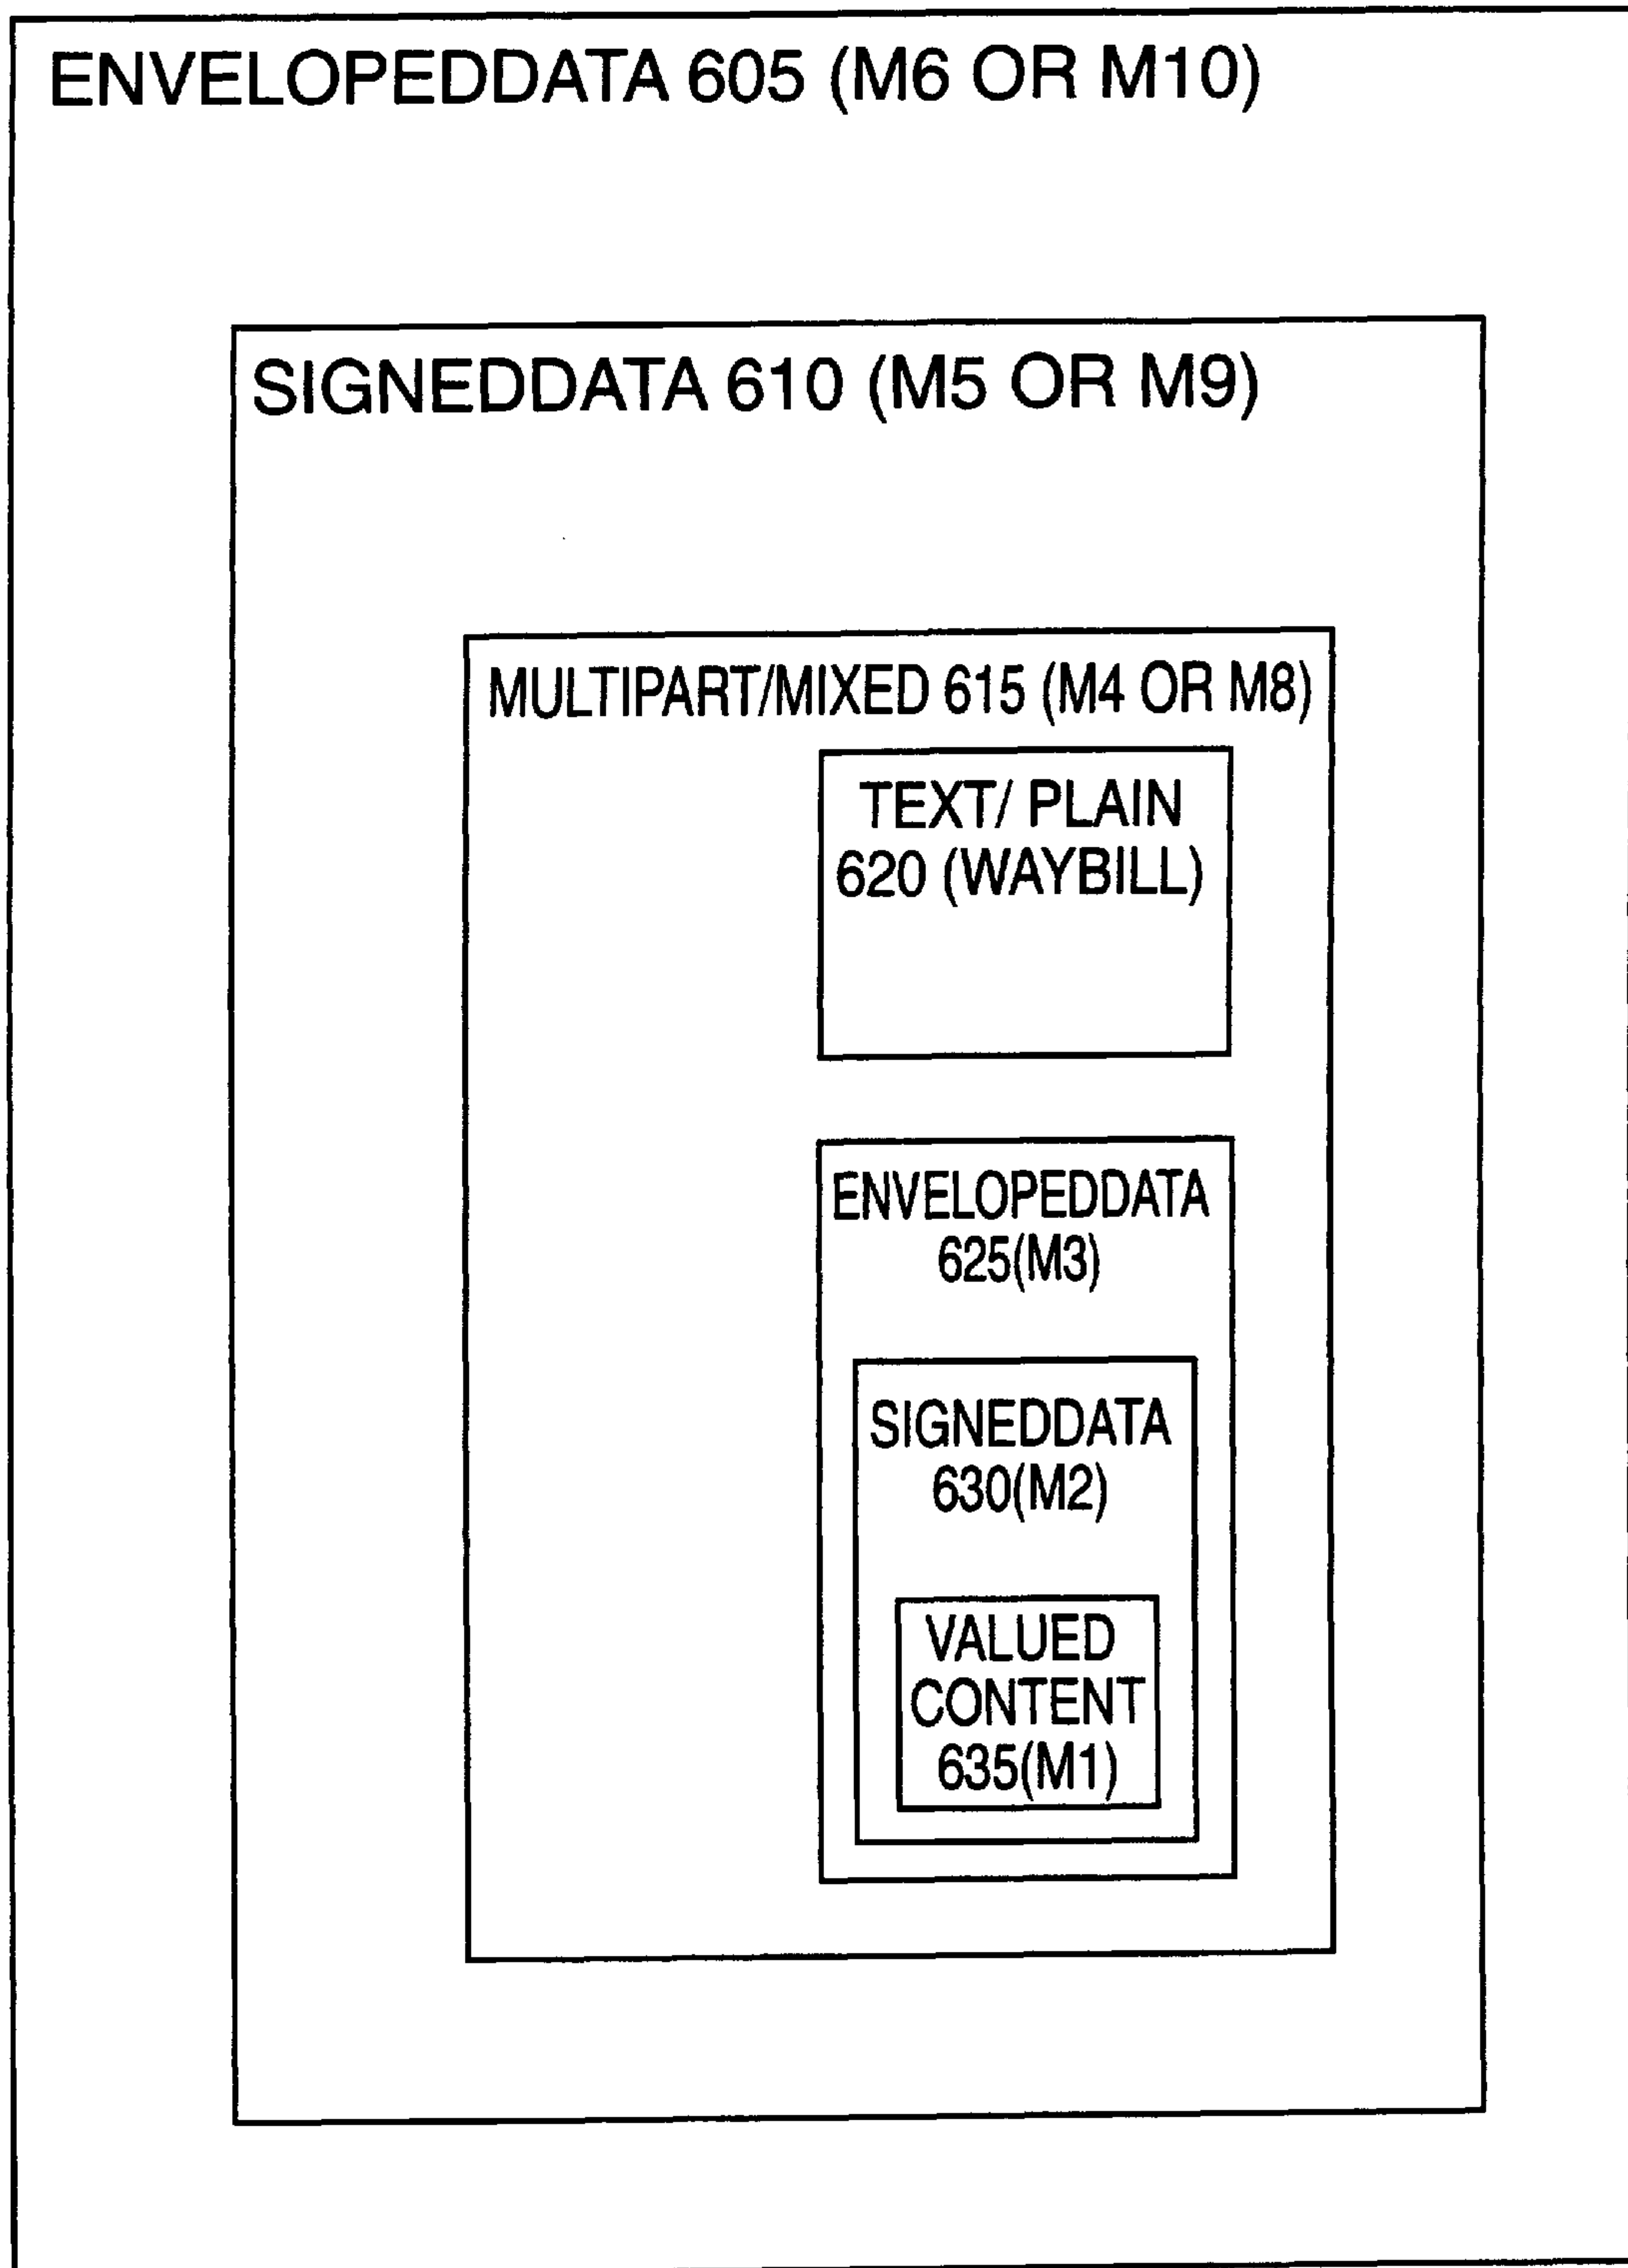 ENVELOPEDDATA 605 (M6 OR M10)
SIGNEDDATA 610 (M5 OR M9)
MULTIPART/MIXED 615 (M4 OR M8)
TEXT/ PLAIN
620 (WAYBILL)
ENVELOPEDDATA
625(M3)
SIGNEDDATA
630(M2)
VALUED
CONTENT
635(M1)